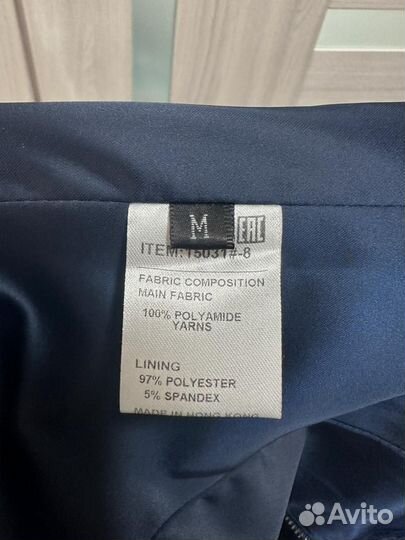 M
EAC
ITEM:15031#-8
FABRIC COMPOSITION
MAIN FABRIC
100% POLYAMIDE
YARNS
LINING
97% POLYESTER
5% SPANDEX
MADE IN HONG KONG
Avito